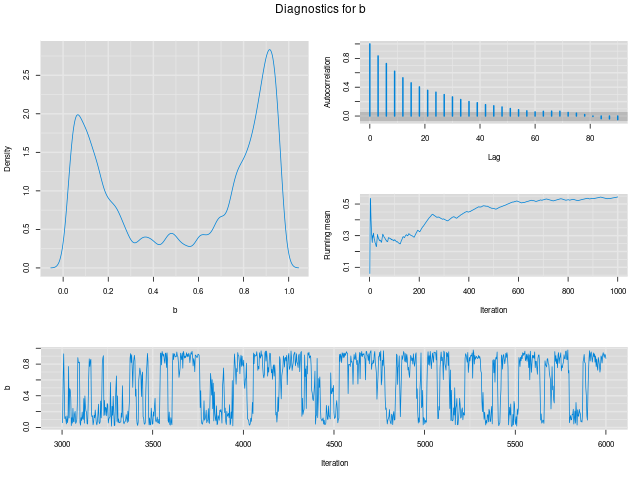 Diagnostics for b
Density
0.0 0.5 1.0 1.5 2.0 2.5
0.0 0.2 0.4 0.6 0.8 1.0
b
Autocorrelation
0.0 0.4 0.8
0 20 40 60 80
Lag
Running mean
0.1 0.3 0.5
0 200 400 600 800 1000
Iteration
b
0.0 0.4 0.8
3000 3500 4000 4500 5000 5500 6000
Iteration